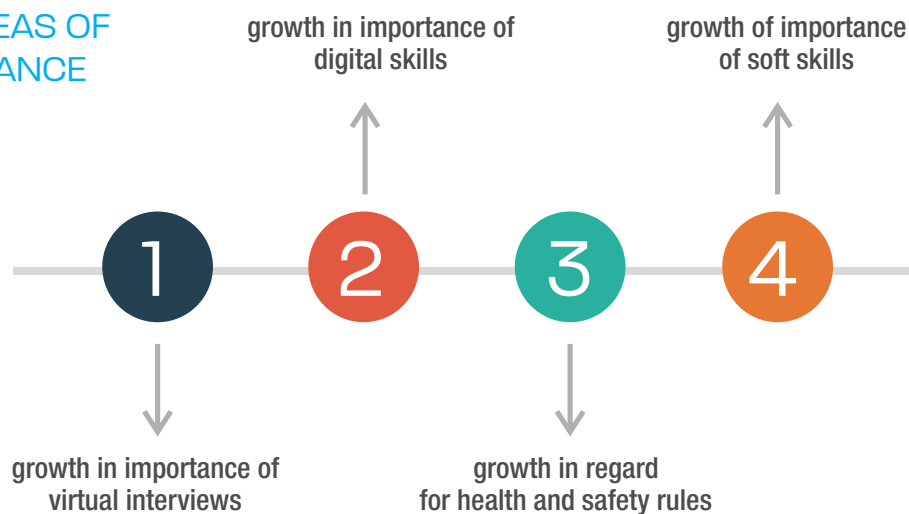 EAS OF
ANCE
growth in importance of
digital skills
growth of importance
of soft skills
1
2
3
4
growth in importance of
virtual interviews
growth in regard
for health and safety rules